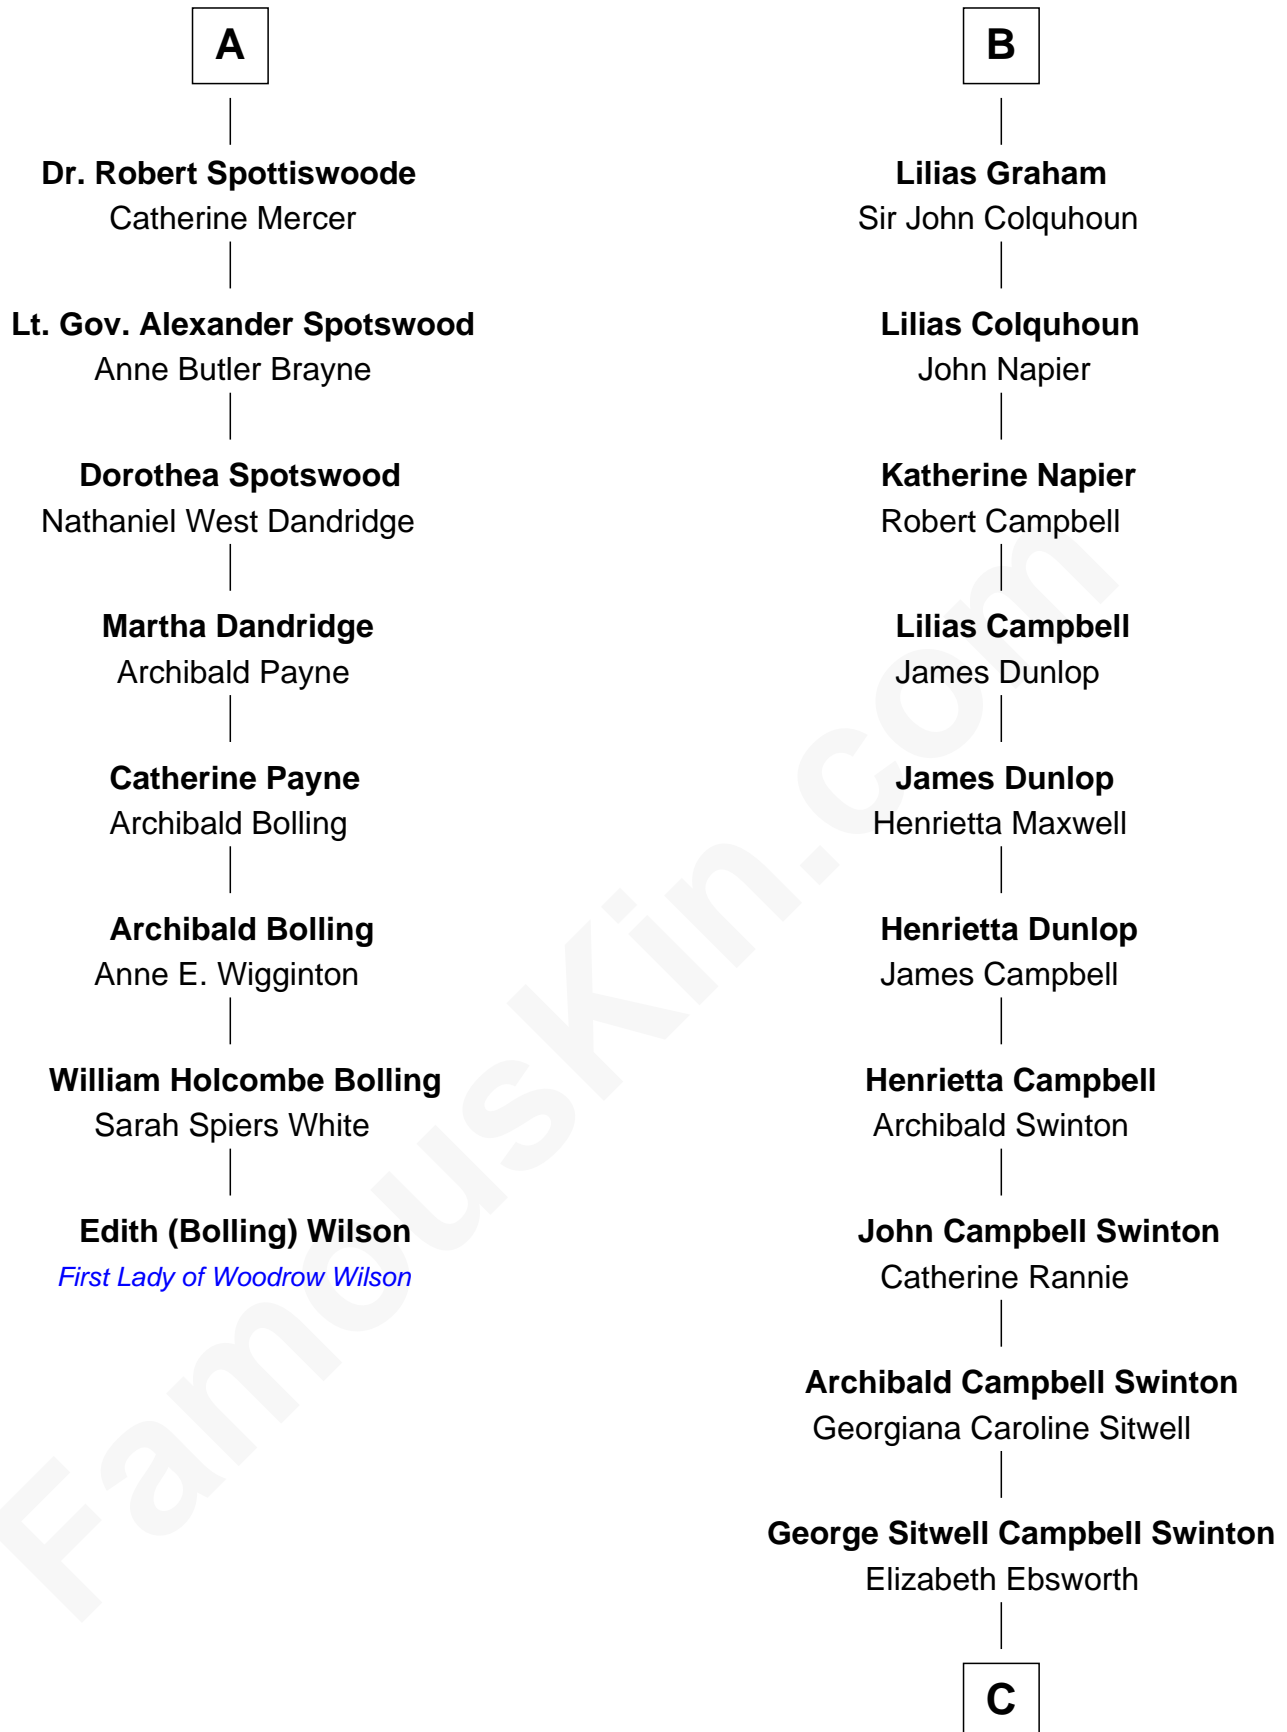 A
Dr. Robert Spottiswoode
Catherine Mercer
Lt. Gov. Alexander Spotswood
Anne Butler Brayne
Dorothea Spotswood
Nathaniel West Dandridge
Martha Dandridge
Archibald Payne
Catherine Payne
Archibald Bolling
Archibald Bolling
Anne E. Wigginton
William Holcombe Bolling
Sarah Spiers White
Edith (Bolling) Wilson
First Lady of Woodrow Wilson
B
Lilias Graham
Sir John Colquhoun
Lilias Colquhoun
John Napier
Katherine Napier
Robert Campbell
Lilias Campbell
James Dunlop
James Dunlop
Henrietta Maxwell
Henrietta Dunlop
James Campbell
Henrietta Campbell
Archibald Swinton
John Campbell Swinton
Catherine Rannie
Archibald Campbell Swinton
Georgiana Caroline Sitwell
George Sitwell Campbell Swinton
Elizabeth Ebsworth
C
FamousKin.com